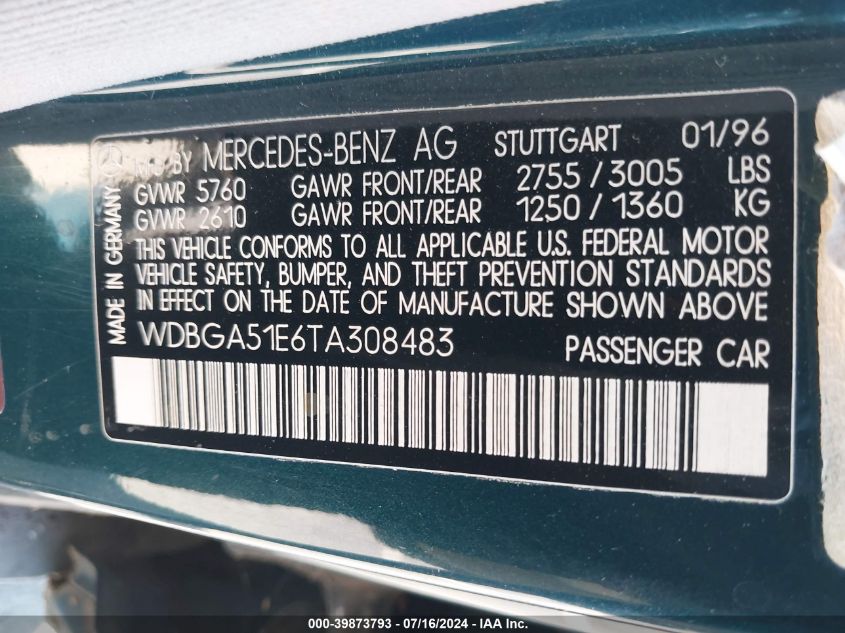 MADE IN GERMANY
MFG BY MERCEDES-BENZ AG STUTTGART 01/96
GVWR 5760 GAWR FRONT/REAR 2755 / 3005 LBS
GVWR 2610 GAWR FRONT/REAR 1250 / 1360 KG
THIS VEHICLE CONFORMS TO ALL APPLICABLE U.S. FEDERAL MOTOR
VEHICLE SAFETY, BUMPER, AND THEFT PREVENTION STANDARDS
IN EFFECT ON THE DATE OF MANUFACTURE SHOWN ABOVE
WDBGA51E6TA308483 PASSENGER CAR
000-39873793 - 07/16/2024 - IAA Inc.